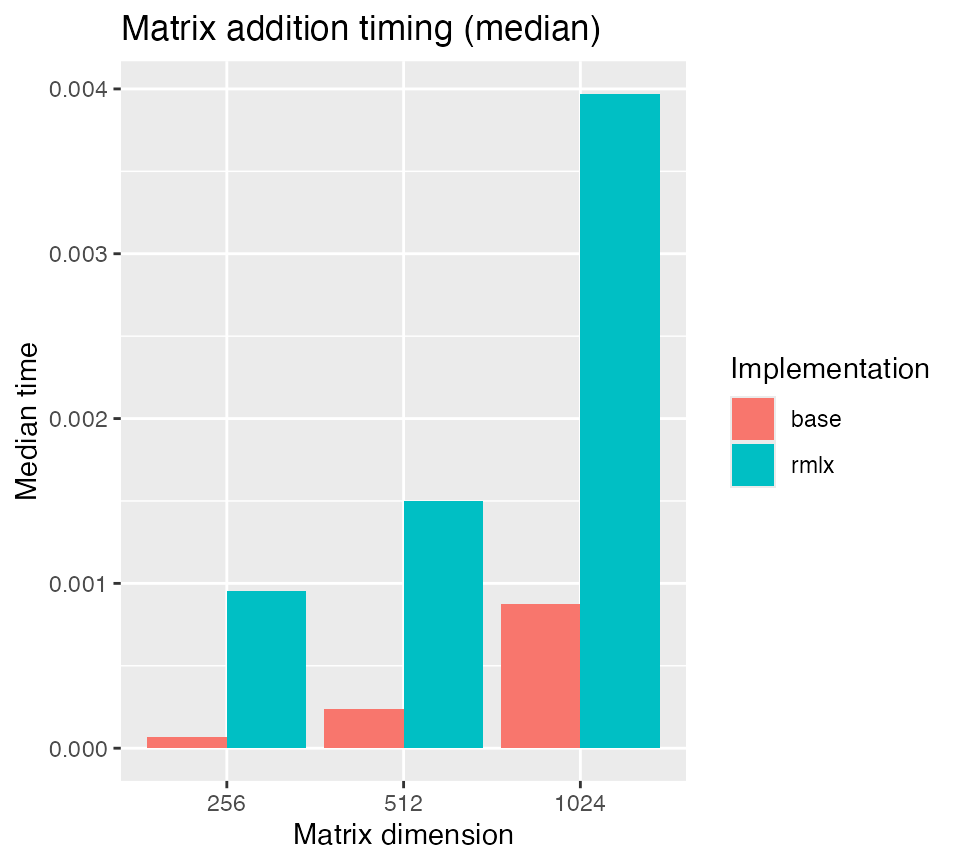 Matrix addition timing (median)
0.004
0.003
0.002
0.001
0.000
Median time
256 512 1024
Matrix dimension
Implementation
base
rmlx